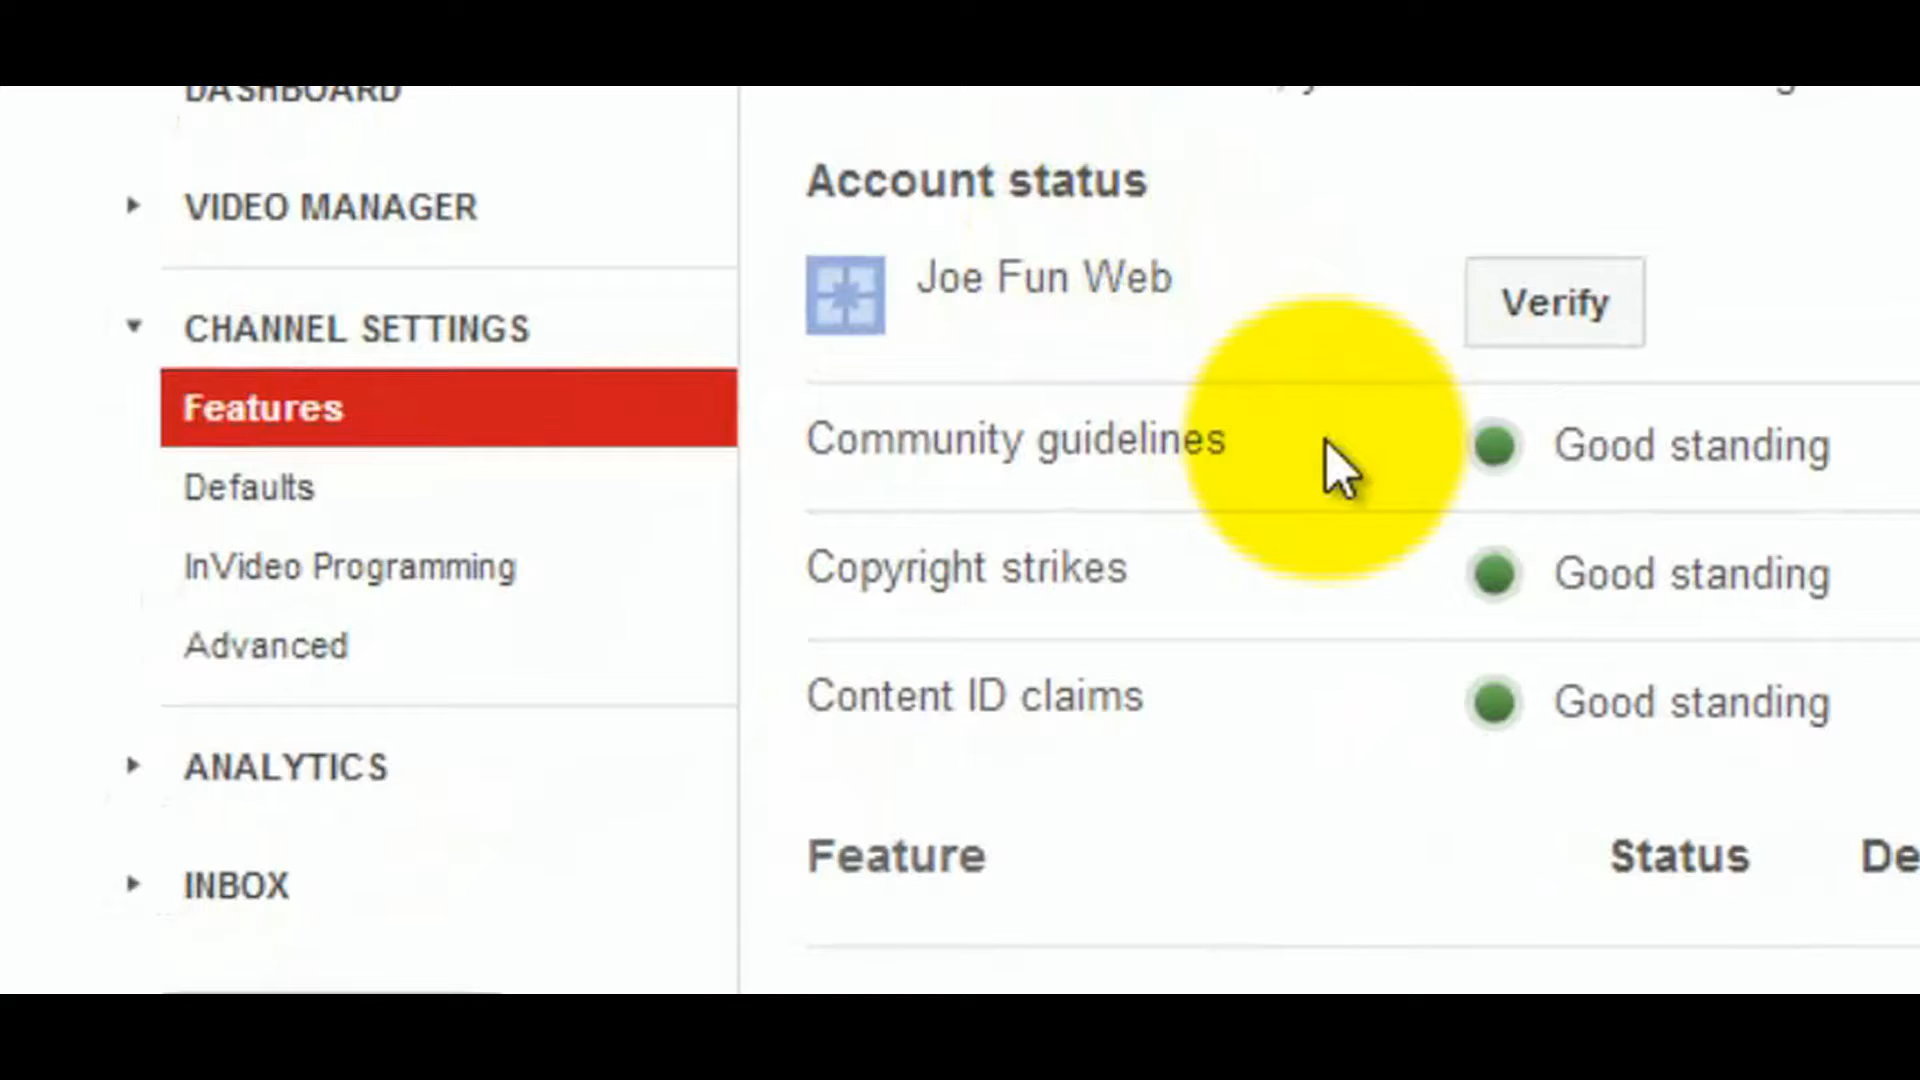 DASHBOARD
VIDEO MANAGER
CHANNEL SETTINGS
Features
Defaults
InVideo Programming
Advanced
ANALYTICS
INBOX
Account status
Joe Fun Web
Verify
Community guidelines
Good standing
Copyright strikes
Good standing
Content ID claims
Good standing
Feature Status